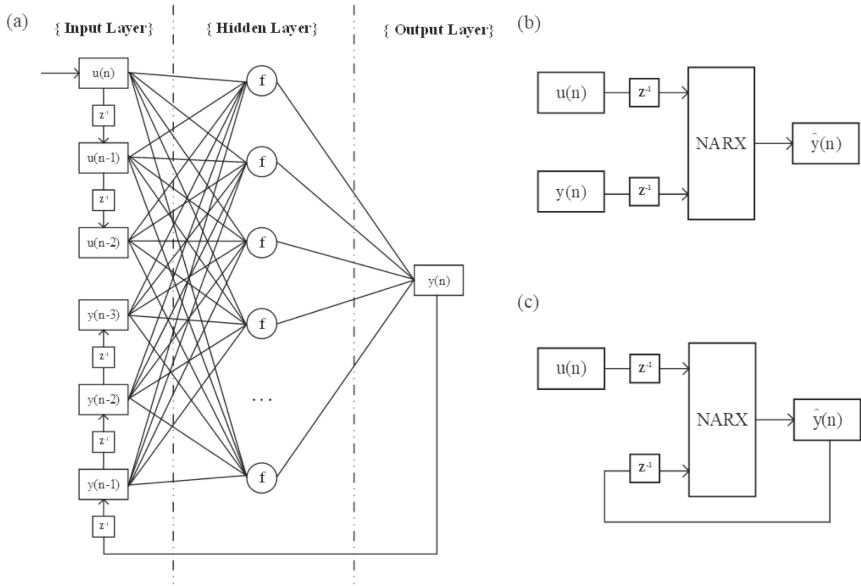 (a)
{ Input Layer}
{ Hidden Layer}
{ Output Layer}
u(n)
z⁻¹
u(n-1)
z⁻¹
u(n-2)
y(n-3)
z⁻¹
y(n-2)
z⁻¹
y(n-1)
z⁻¹
f
f
f
f
...
f
y(n)
(b)
u(n)
z⁻¹
y(n)
z⁻¹
NARX
ŷ(n)
(c)
u(n)
z⁻¹
z⁻¹
NARX
ŷ(n)